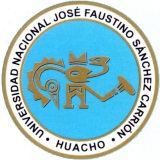 UNIVERSIDAD NACIONAL JOSÉ FAUSTINO SÁNCHEZ CARRIÓN
• HUACHO •